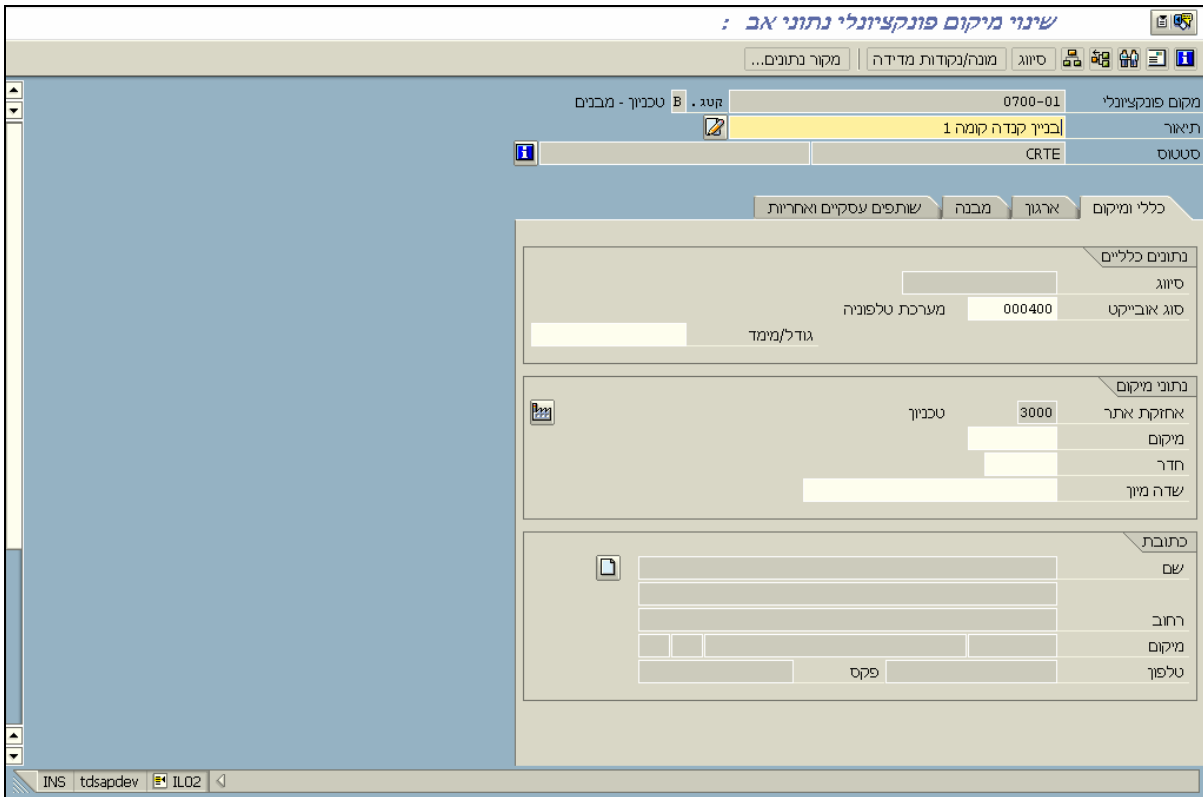 שינוי מיקום פונקציונלי נתוני אב :
סיווג מונה/נקודות מדידה מקור נתונים...
מקום פונקציונלי 0700-01 קטג. B טכניון - מבנים
תיאור בניין קנדה קומה 1
סטטוס CRTE
כללי ומיקום ארגון מבנה שותפים עסקיים ואחריות
נתונים כלליים
סיווג
סוג אובייקט 000400 מערכת טלפוניה
גודל/מימד
נתוני מיקום
אחזקת אתר 3000 טכניון
מיקום
חדר
שדה מיון
כתובת
שם
רחוב
מיקום
טלפון פקס
INS tdsapdev IL02